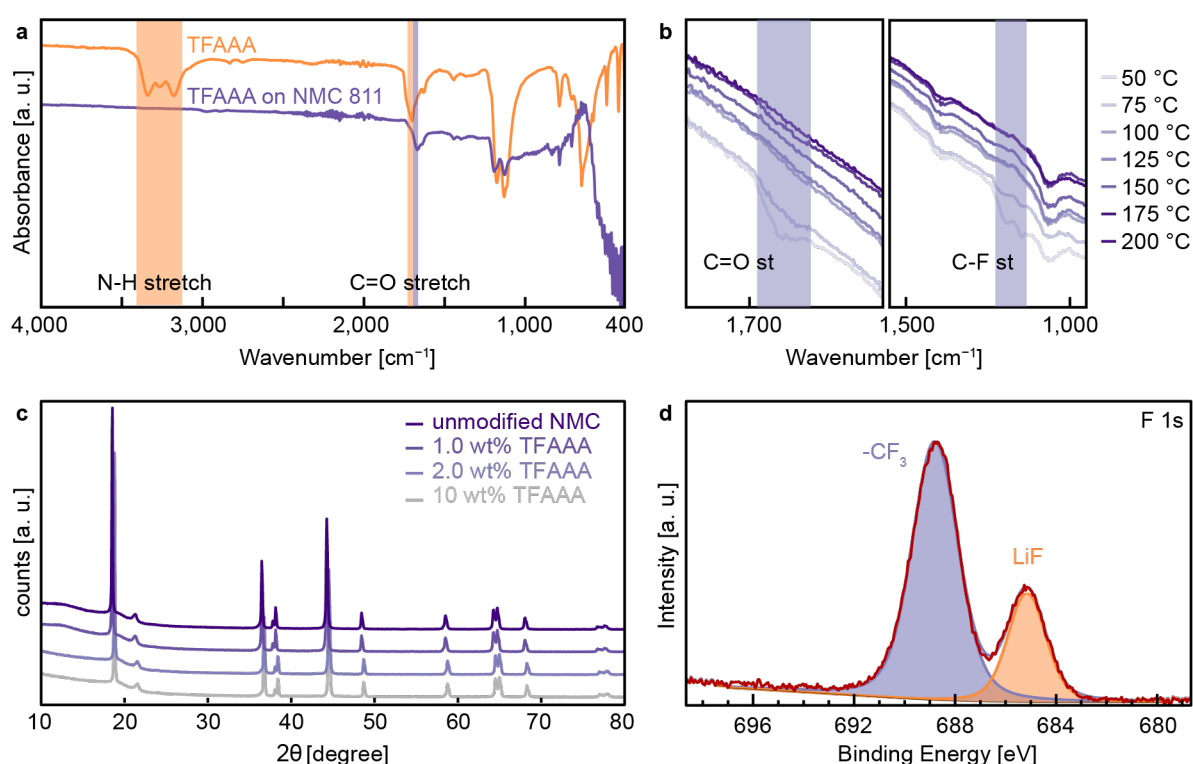 a
TFAAA
TFAAA on NMC 811
N-H stretch
C=O stretch
Absorbance [a. u.]
4,000 3,000 2,000 1,000 400
Wavenumber [cm⁻¹]
b
C=O st
C-F st
1,700 1,500 1,000
Wavenumber [cm⁻¹]
50 °C
75 °C
100 °C
125 °C
150 °C
175 °C
200 °C
c
unmodified NMC
1.0 wt% TFAAA
2.0 wt% TFAAA
10 wt% TFAAA
counts [a. u.]
10 20 30 40 50 60 70 80
2θ [degree]
d
F 1s
-CF₃
LiF
Intensity [a. u.]
696 692 688 684 680
Binding Energy [eV]